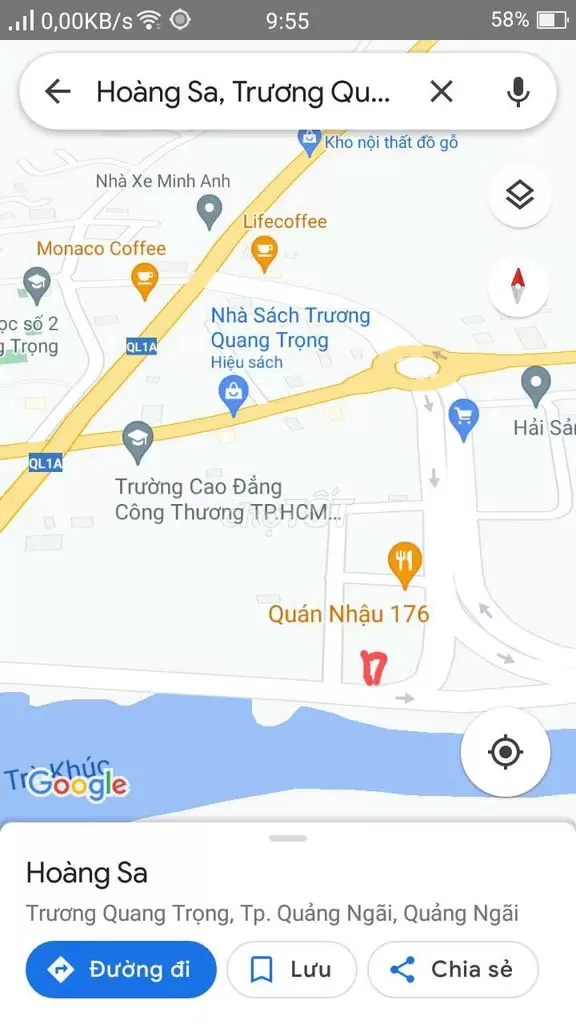 0,00KB/s
9:55
58%
Hoàng Sa, Trương Qu...
Kho nội thất đồ gỗ
Nhà Xe Minh Anh
Lifecoffee
Monaco Coffee
ọc số 2
g Trọng
QL1A
Nhà Sách Trương
Quang Trọng
Hiệu sách
QL1A
Trường Cao Đẳng
Công Thương TP.HCM...
Hải Sản
chợTỐT
Quán Nhậu 176
Trà Khúc
Google
Hoàng Sa
Trương Quang Trọng, Tp. Quảng Ngãi, Quảng Ngãi
Đường đi
Lưu
Chia sẻ